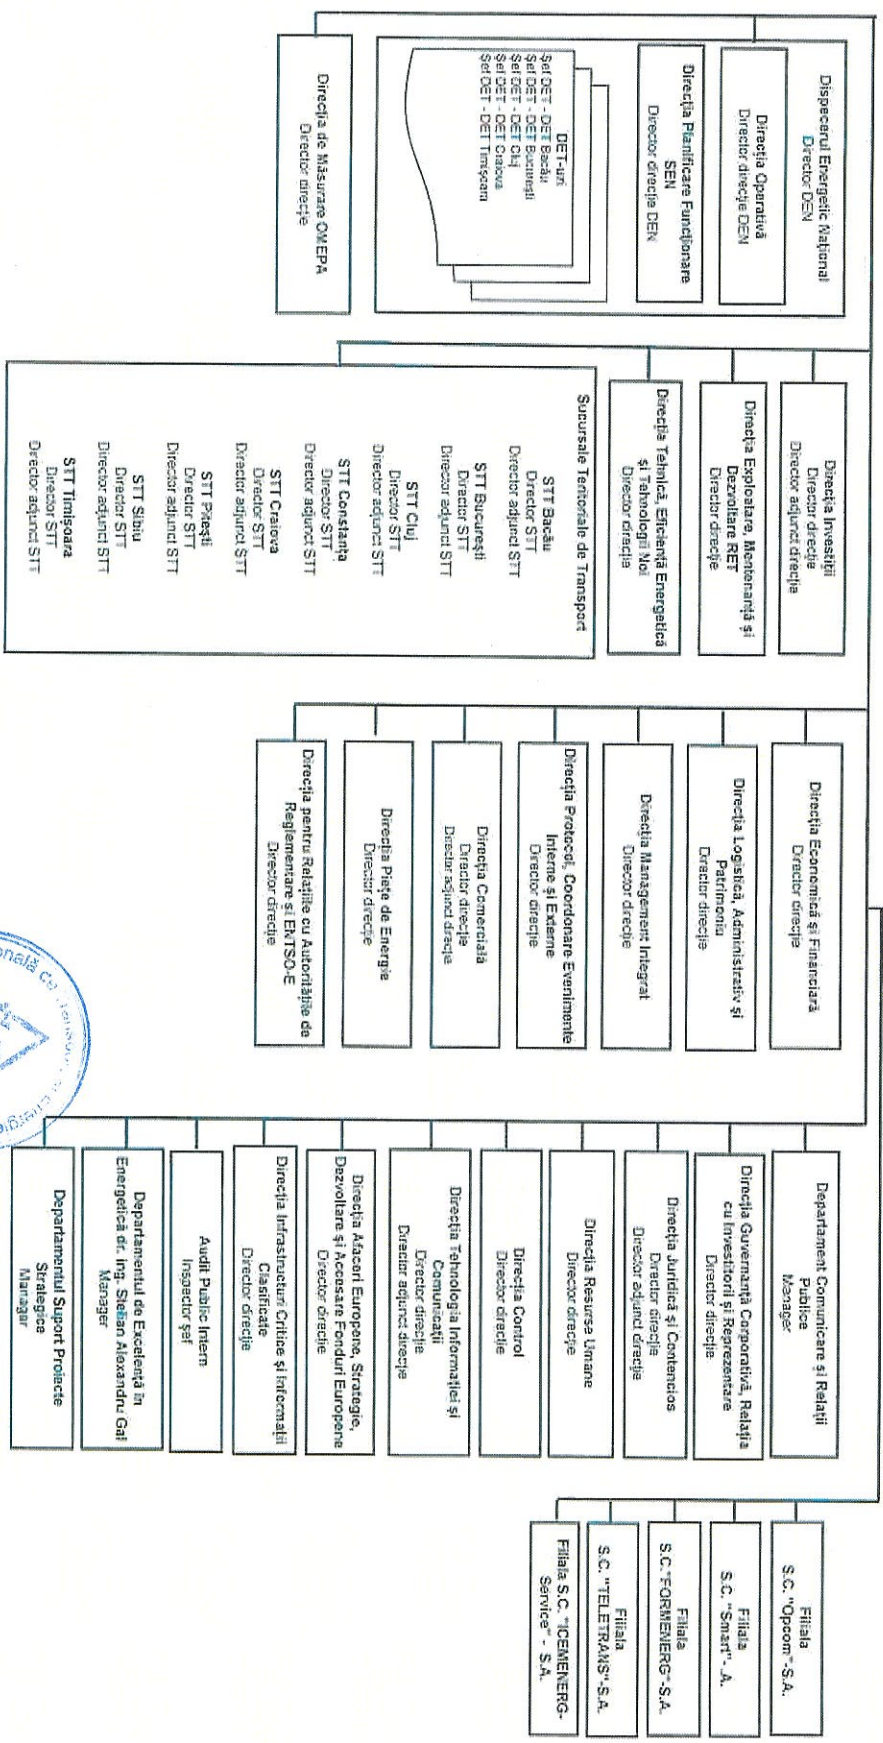 Dispecerul Energetic Național
Director DEN
Direcția Operativă
Director direcție DEN
Direcția Planificare Funcționare
SEN
Director direcție DEN
DET-uri
Șef DET - DET Bacău
Șef DET - DET București
Șef DET - DET Cluj
Șef DET - DET Craiova
Șef DET - DET Timișoara
Direcția de Măsurare OMEPA
Director direcție
Direcția Investiții
Director direcție
Director adjunct direcție
Direcția Exploatare, Mentenanță și
Dezvoltare RET
Director direcție
Direcția Tehnică, Eficiență Energetică
și Tehnologii Noi
Director direcție
Sucursale Teritoriale de Transport
STT Bacău
Director STT
Director adjunct STT
STT București
Director STT
Director adjunct STT
STT Cluj
Director STT
Director adjunct STT
STT Constanța
Director STT
Director adjunct STT
STT Craiova
Director STT
Director adjunct STT
STT Pitești
Director STT
Director adjunct STT
STT Sibiu
Director STT
Director adjunct STT
STT Timișoara
Director STT
Director adjunct STT
Direcția Economică și Financiară
Director direcție
Direcția Logistică, Administrativ și
Patrimoniu
Director direcție
Direcția Management Integrat
Director direcție
Direcția Protocol, Coordonare Evenimente
Interne și Externe
Director direcție
Direcția Comercială
Director direcție
Director adjunct direcție
Direcția Piețe de Energie
Director direcție
Direcția pentru Relațiile cu Autoritățile de
Reglementare și ENTSO-E
Director direcție
Departament Comunicare și Relații
Publice
Manager
Direcția Guvernanță Corporativă, Relația
cu Investitorii și Reprezentare
Director direcție
Direcția Juridică și Contencios
Director direcție
Director adjunct direcție
Direcția Resurse Umane
Director direcție
Direcția Control
Director direcție
Direcția Tehnologia Informației și
Comunicații
Director direcție
Director adjunct direcție
Direcția Afaceri Europene, Strategie,
Dezvoltare și Accesare Fonduri Europene
Director direcție
Direcția Infrastructuri Critice și Informații
Clasificate
Director direcție
Audit Public Intern
Inspector șef
Departamentul de Excelență în
Energetică dr. ing. Stelian Alexandru Gal
Manager
Departamentul Suport Proiecte
Strategice
Manager
Filiala
S.C. "Opcom"-S.A.
Filiala
S.C. "Smart"- .A.
Filiala
S.C."FORMENERG"-S.A.
Filiala
S.C. "TELETRANS"-S.A.
Filiala S.C. "ICEMENERG-
Service" - S.A.